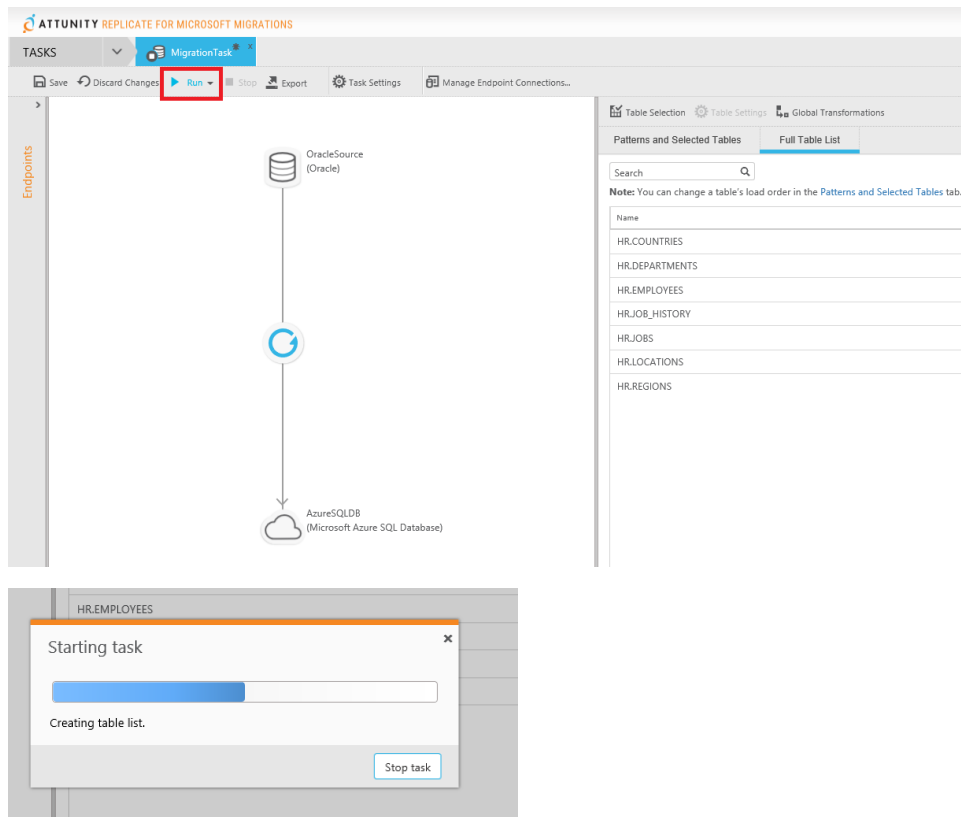 ATTUNITY REPLICATE FOR MICROSOFT MIGRATIONS
TASKS MigrationTask * x
Save Discard Changes Run Stop Export Task Settings Manage Endpoint Connections...
Endpoints
OracleSource
(Oracle)
AzureSQLDB
(Microsoft Azure SQL Database)
Table Selection Table Settings Global Transformations
Patterns and Selected Tables Full Table List
Search
Note: You can change a table's load order in the Patterns and Selected Tables tab.
Name
HR.COUNTRIES
HR.DEPARTMENTS
HR.EMPLOYEES
HR.JOB_HISTORY
HR.JOBS
HR.LOCATIONS
HR.REGIONS
HR.EMPLOYEES
Starting task
Creating table list.
Stop task